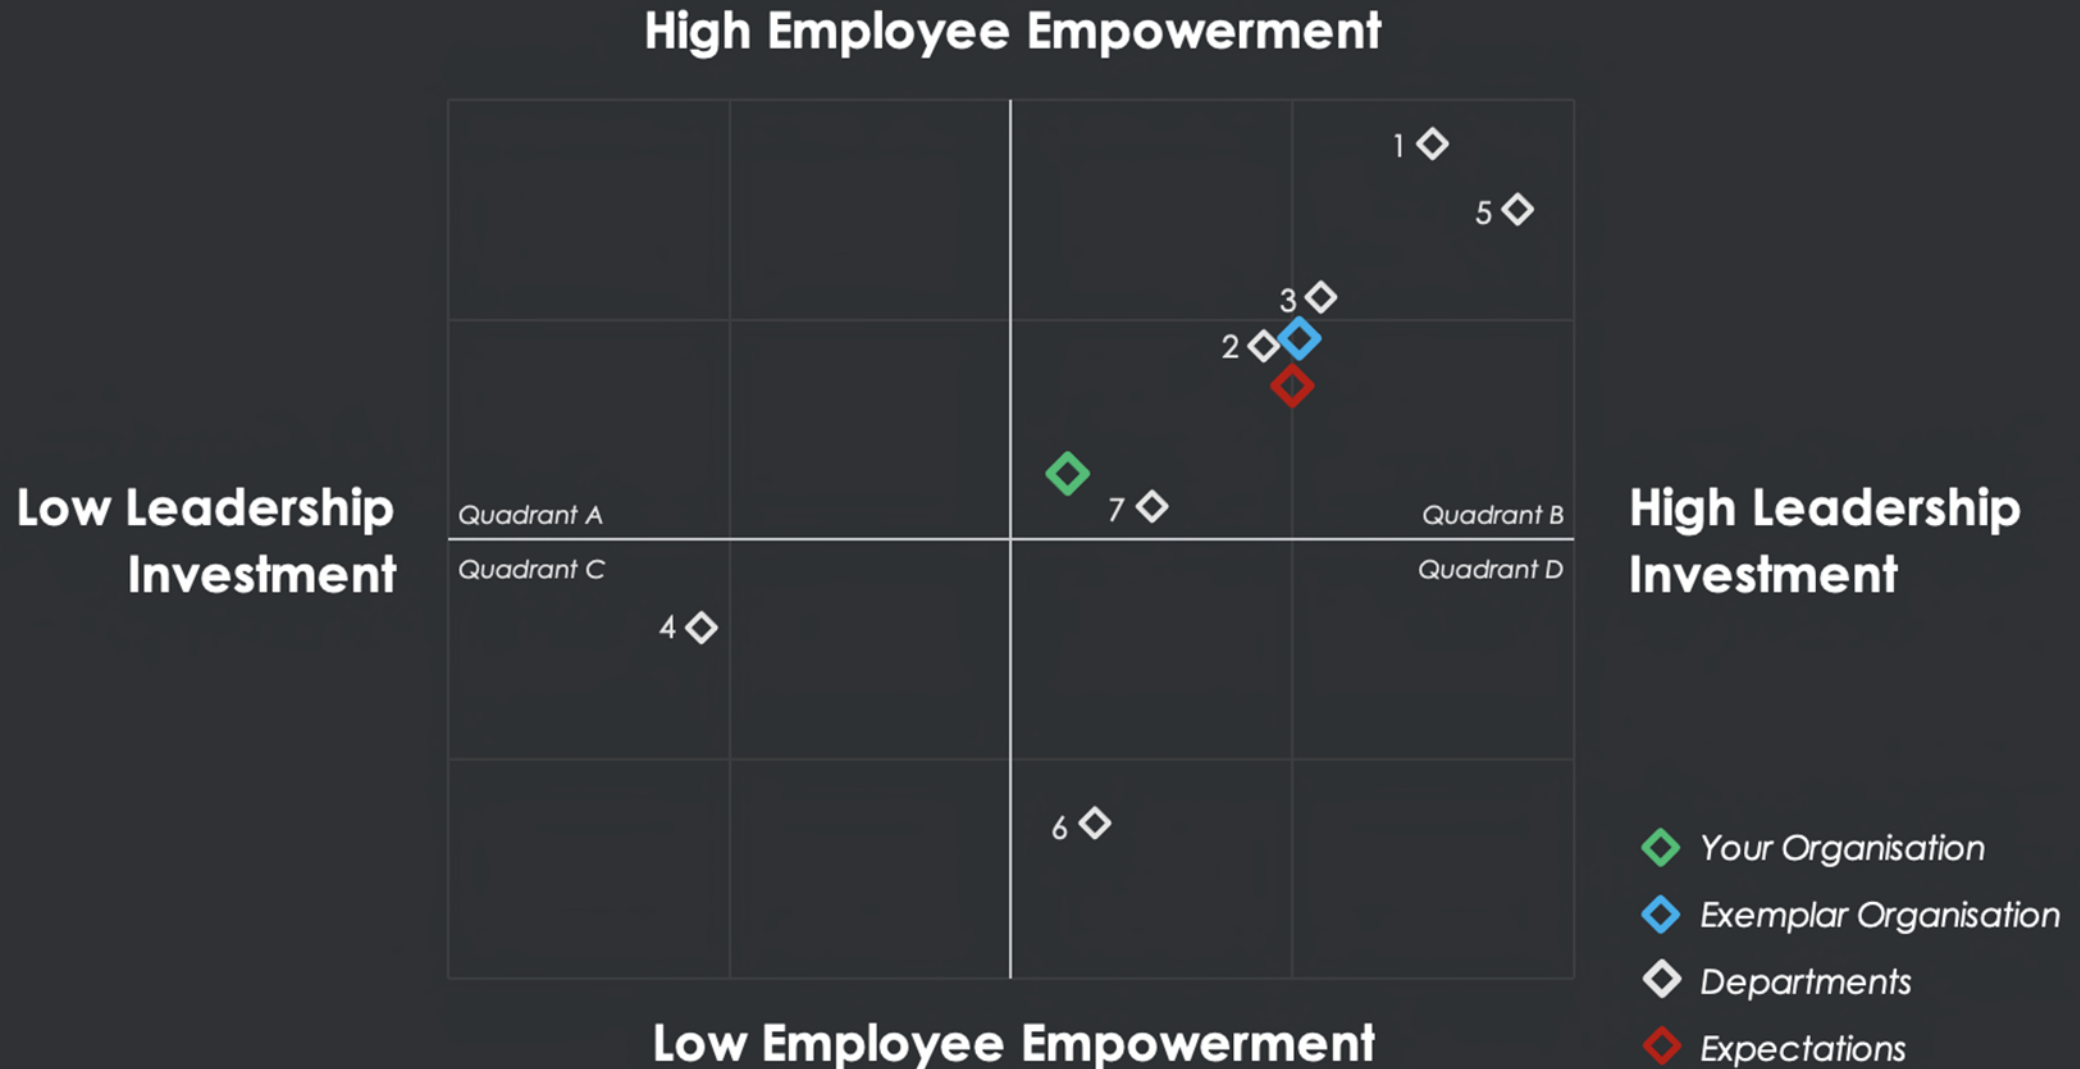 High Employee Empowerment
1
5
3
2
7
Quadrant A
Quadrant B
Low Leadership
Investment
High Leadership
Investment
Quadrant C
Quadrant D
4
6
Your Organisation
Exemplar Organisation
Departments
Expectations
Low Employee Empowerment